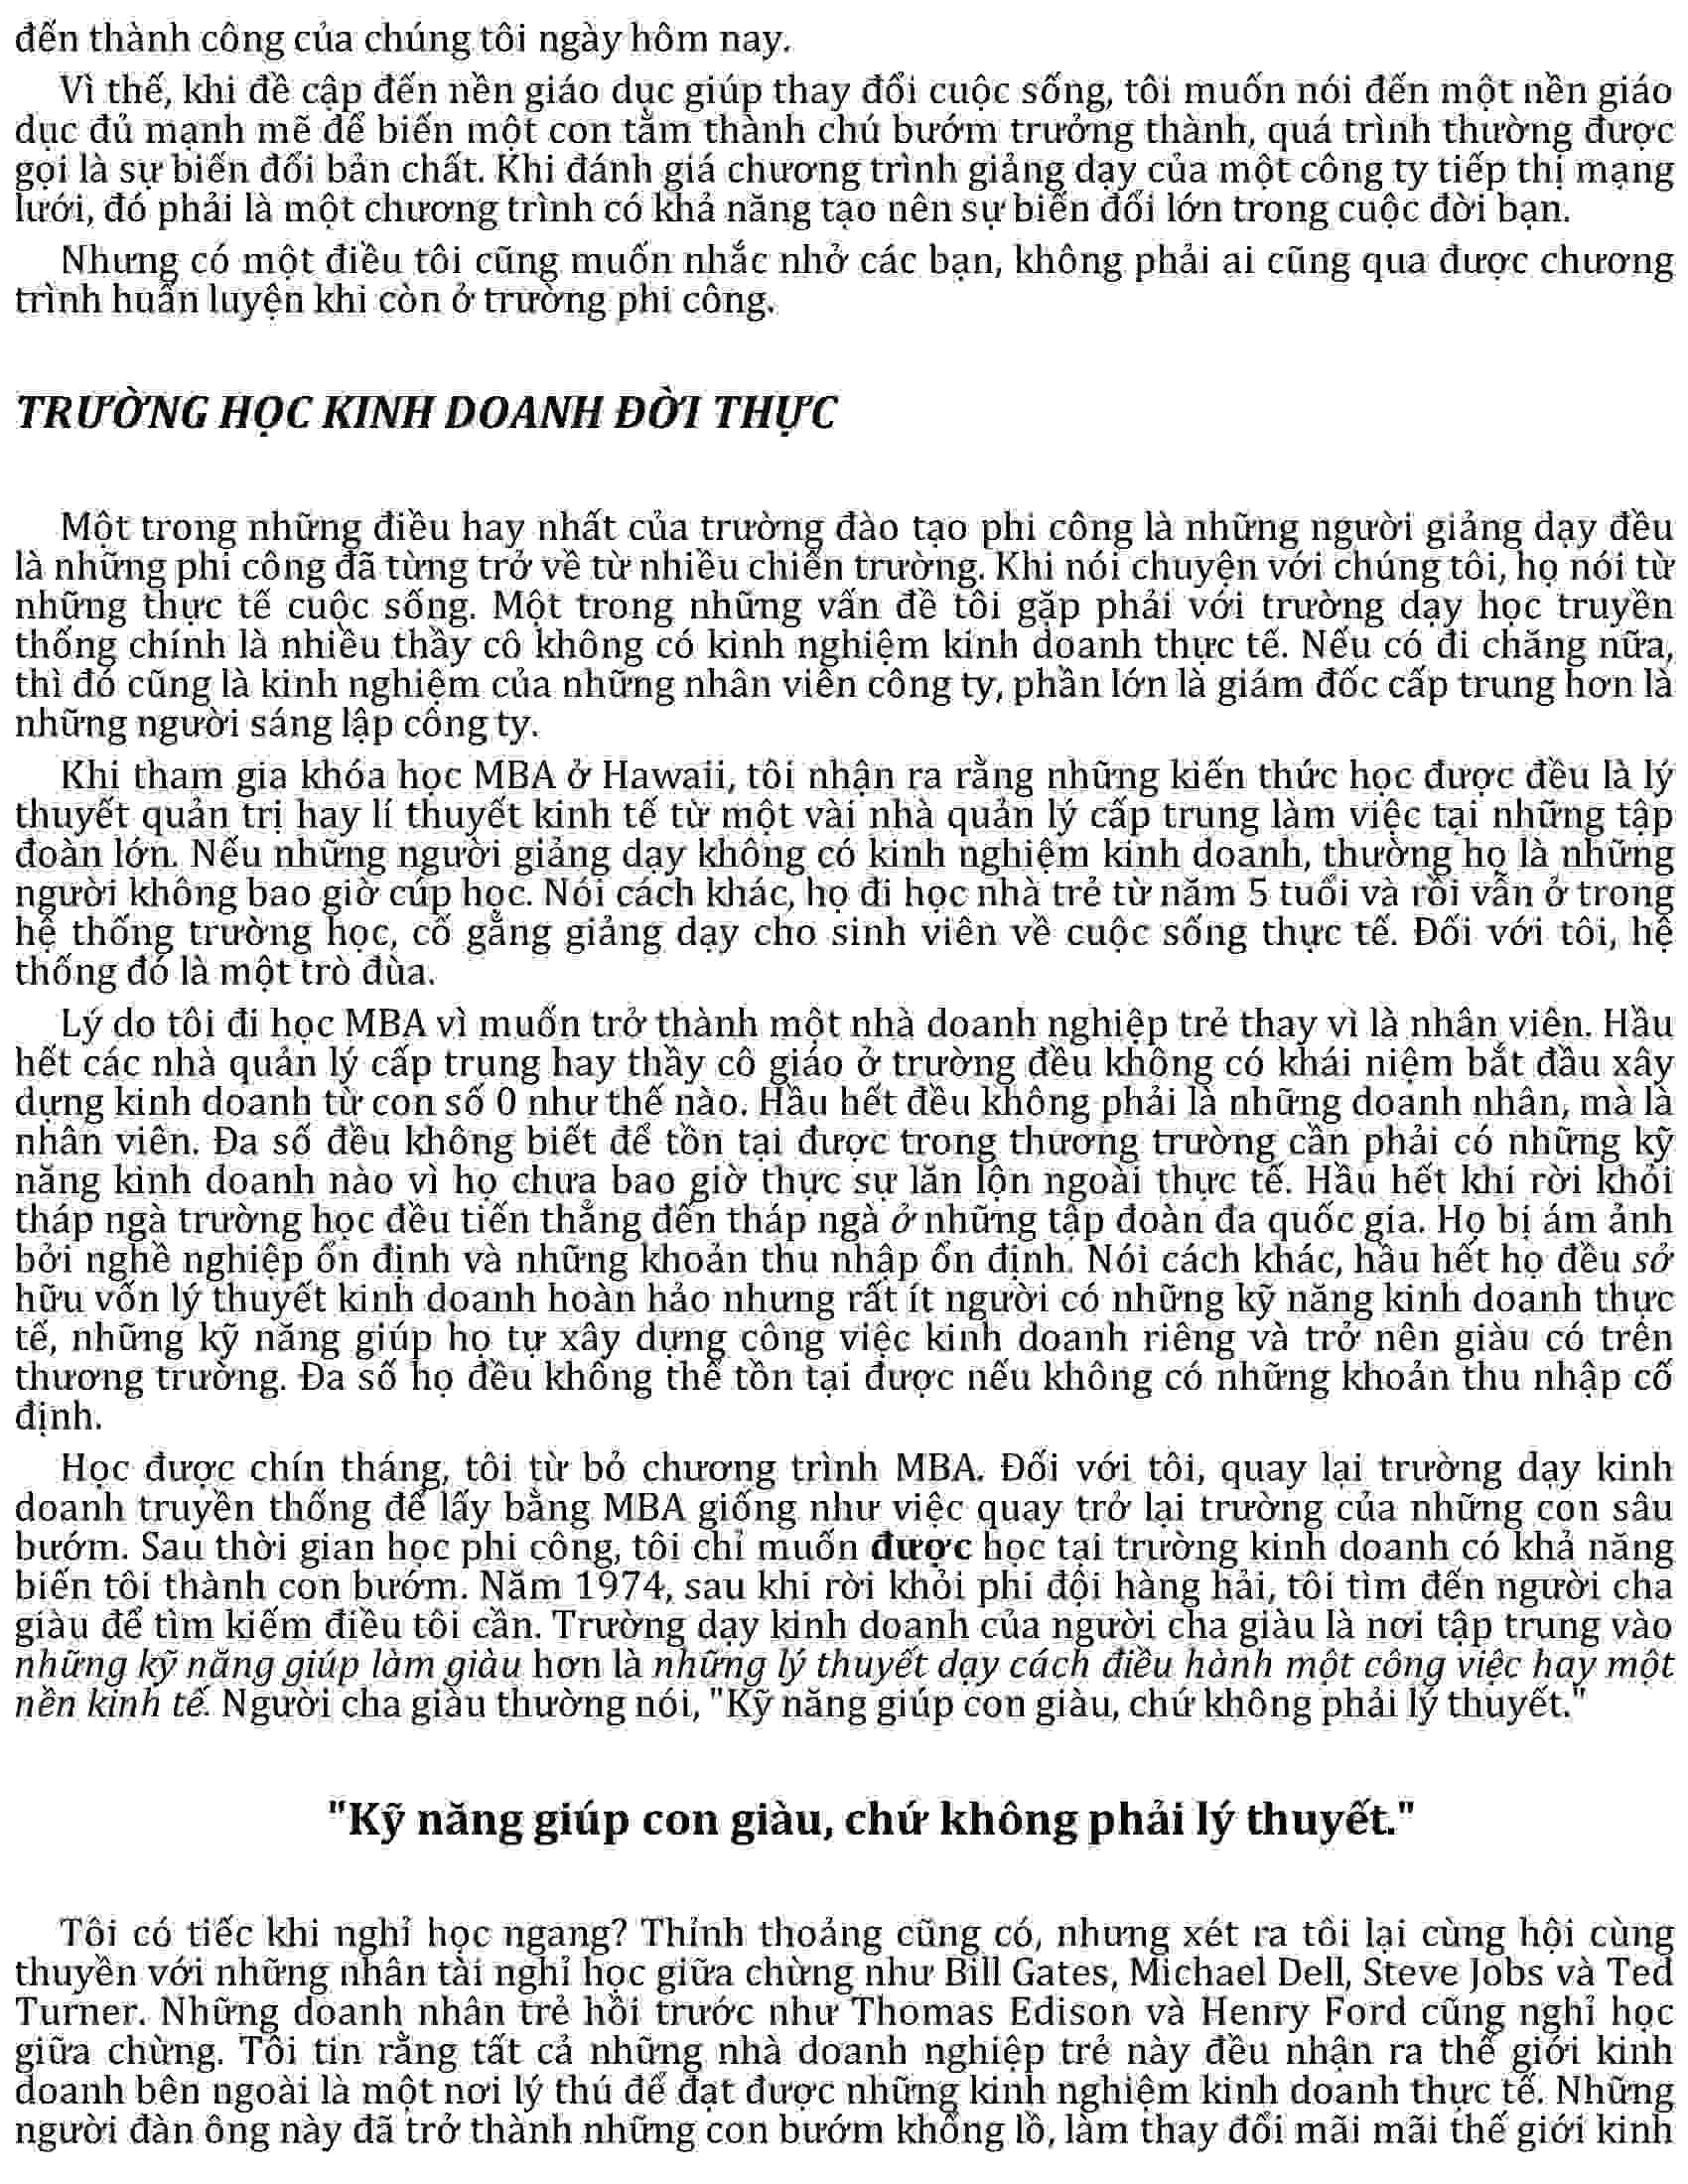 đến thành công của chúng tôi ngày hôm nay.
Vì thế, khi đề cập đến nền giáo dục giúp thay đổi cuộc sống, tôi muốn nói đến một nền giáo
dục đủ mạnh mẽ để biến một con tằm thành chú bướm trưởng thành, quá trình thường được
gọi là sự biến đổi bản chất. Khi đánh giá chương trình giảng dạy của một công ty tiếp thị mạng
lưới, đó phải là một chương trình có khả năng tạo nên sự biến đổi lớn trong cuộc đời bạn.
Nhưng có một điều tôi cũng muốn nhắc nhở các bạn, không phải ai cũng qua được chương
trình huấn luyện khi còn ở trường phi công.
TRƯỜNG HỌC KINH DOANH ĐỜI THỰC
Một trong những điều hay nhất của trường đào tạo phi công là những người giảng dạy đều
là những phi công đã từng trở về từ nhiều chiến trường. Khi nói chuyện với chúng tôi, họ nói từ
những thực tế cuộc sống. Một trong những vấn đề tôi gặp phải với trường dạy học truyền
thống chính là nhiều thầy cô không có kinh nghiệm kinh doanh thực tế. Nếu có đi chăng nữa,
thì đó cũng là kinh nghiệm của những nhân viên công ty, phần lớn là giám đốc cấp trung hơn là
những người sáng lập công ty.
Khi tham gia khóa học MBA ở Hawaii, tôi nhận ra rằng những kiến thức học được đều là lý
thuyết quản trị hay lí thuyết kinh tế từ một vài nhà quản lý cấp trung làm việc tại những tập
đoàn lớn. Nếu những người giảng dạy không có kinh nghiệm kinh doanh, thường họ là những
người không bao giờ cúp học. Nói cách khác, họ đi học nhà trẻ từ năm 5 tuổi và rồi vẫn ở trong
hệ thống trường học, cố gắng giảng dạy cho sinh viên về cuộc sống thực tế. Đối với tôi, hệ
thống đó là một trò đùa.
Lý do tôi đi học MBA vì muốn trở thành một nhà doanh nghiệp trẻ thay vì là nhân viên. Hầu
hết các nhà quản lý cấp trung hay thầy cô giáo ở trường đều không có khái niệm bắt đầu xây
dựng kinh doanh từ con số 0 như thế nào. Hầu hết đều không phải là những doanh nhân, mà là
nhân viên. Đa số đều không biết để tồn tại được trong thương trường cần phải có những kỹ
năng kinh doanh nào vì họ chưa bao giờ thực sự lăn lộn ngoài thực tế. Hầu hết khi rời khỏi
tháp ngà trường học đều tiến thẳng đến tháp ngà ở những tập đoàn đa quốc gia. Họ bị ám ảnh
bởi nghề nghiệp ổn định và những khoản thu nhập ổn định. Nói cách khác, hầu hết họ đều sở
hữu vốn lý thuyết kinh doanh hoàn hảo nhưng rất ít người có những kỹ năng kinh doanh thực
tế, những kỹ năng giúp họ tự xây dựng công việc kinh doanh riêng và trở nên giàu có trên
thương trường. Đa số họ đều không thể tồn tại được nếu không có những khoản thu nhập cố
định.
Học được chín tháng, tôi từ bỏ chương trình MBA. Đối với tôi, quay lại trường dạy kinh
doanh truyền thống để lấy bằng MBA giống như việc quay trở lại trường của những con sâu
bướm. Sau thời gian học phi công, tôi chỉ muốn được học tại trường kinh doanh có khả năng
biến tôi thành con bướm. Năm 1974, sau khi rời khỏi phi đội hàng hải, tôi tìm đến người cha
giàu để tìm kiếm điều tôi cần. Trường dạy kinh doanh của người cha giàu là nơi tập trung vào
những kỹ năng giúp làm giàu hơn là những lý thuyết dạy cách điều hành một công việc hay một
nền kinh tế. Người cha giàu thường nói, "Kỹ năng giúp con giàu, chứ không phải lý thuyết."
"Kỹ năng giúp con giàu, chứ không phải lý thuyết."
Tôi có tiếc khi nghỉ học ngang? Thỉnh thoảng cũng có, nhưng xét ra tôi lại cùng hội cùng
thuyền với những nhân tài nghỉ học giữa chừng như Bill Gates, Michael Dell, Steve Jobs và Ted
Turner. Những doanh nhân trẻ hồi trước như Thomas Edison và Henry Ford cũng nghỉ học
giữa chừng. Tôi tin rằng tất cả những nhà doanh nghiệp trẻ này đều nhận ra thế giới kinh
doanh bên ngoài là một nơi lý thú để đạt được những kinh nghiệm kinh doanh thực tế. Những
người đàn ông này đã trở thành những con bướm khổng lồ, làm thay đổi mãi mãi thế giới kinh